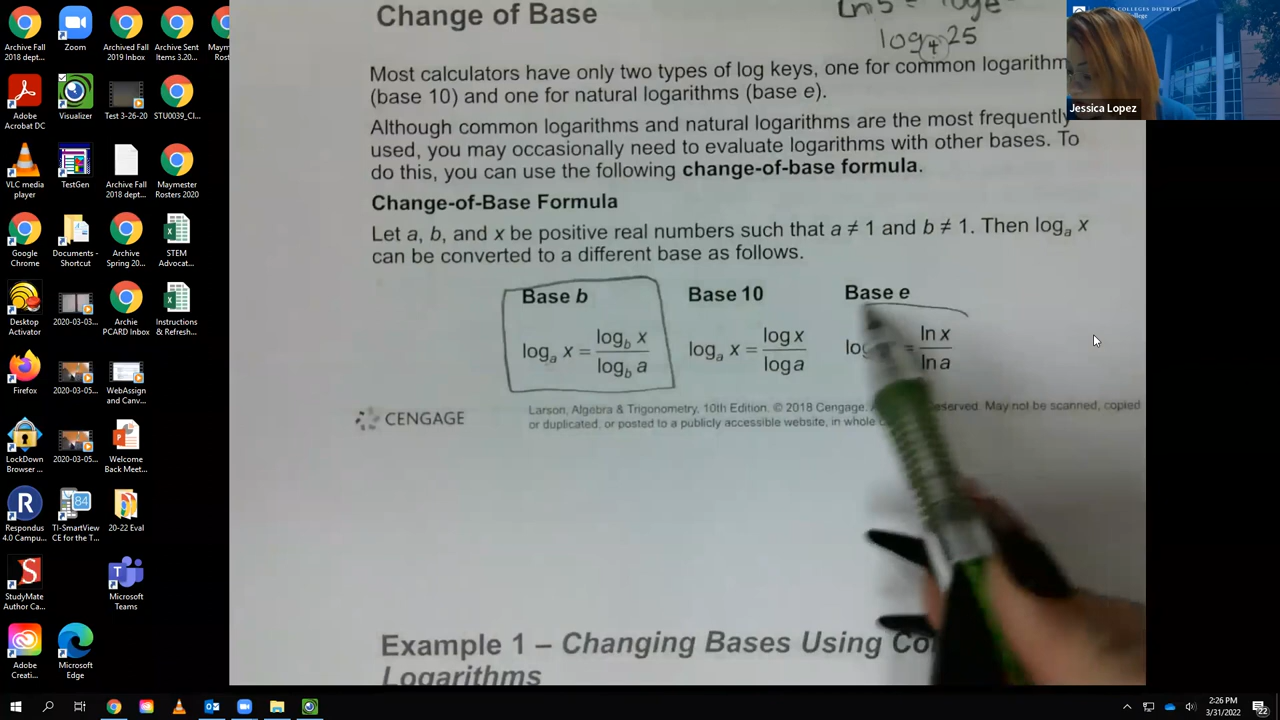 Archive Fall 2018 dept...
Zoom
Archived Fall 2019 Inbox
Archive Sent Items 3.20...
Adobe Acrobat DC
Visualizer
Test 3-26-20
STU0039_Cl...
VLC media player
TestGen
Archive Fall 2018 dept...
Maymester Rosters 2020
Google Chrome
Documents - Shortcut
Archive Spring 20...
STEM Advocat...
Desktop Activator
2020-03-03...
Archie PCARD Inbox
Instructions & Refresh...
Firefox
2020-03-05...
WebAssign and Canv...
LockDown Browser ...
2020-03-05...
Welcome Back Meet...
Respondus 4.0 Campu...
TI-SmartView CE for the T...
20-22 Eval
StudyMate Author Ca...
Microsoft Teams
Adobe Creati...
Microsoft Edge
Change of Base
log₄ 25
COLLEGES DISTRICT
Jessica Lopez
Most calculators have only two types of log keys, one for common logarithm
(base 10) and one for natural logarithms (base e).
Although common logarithms and natural logarithms are the most frequently
used, you may occasionally need to evaluate logarithms with other bases. To
do this, you can use the following change-of-base formula.
Change-of-Base Formula
Let a, b, and x be positive real numbers such that a ≠ 1 and b ≠ 1. Then logₐ x
can be converted to a different base as follows.
Base b Base 10 Base e
logₐ x = log_b x / log_b a logₐ x = log x / log a log = ln x / ln a
CENGAGE
Larson, Algebra & Trigonometry, 10th Edition. © 2018 Cengage. eserved. May not be scanned, copied
or duplicated, or posted to a publicly accessible website, in whole
Example 1 – Changing Bases Using
Logarithms
2:26 PM
3/31/2022
22